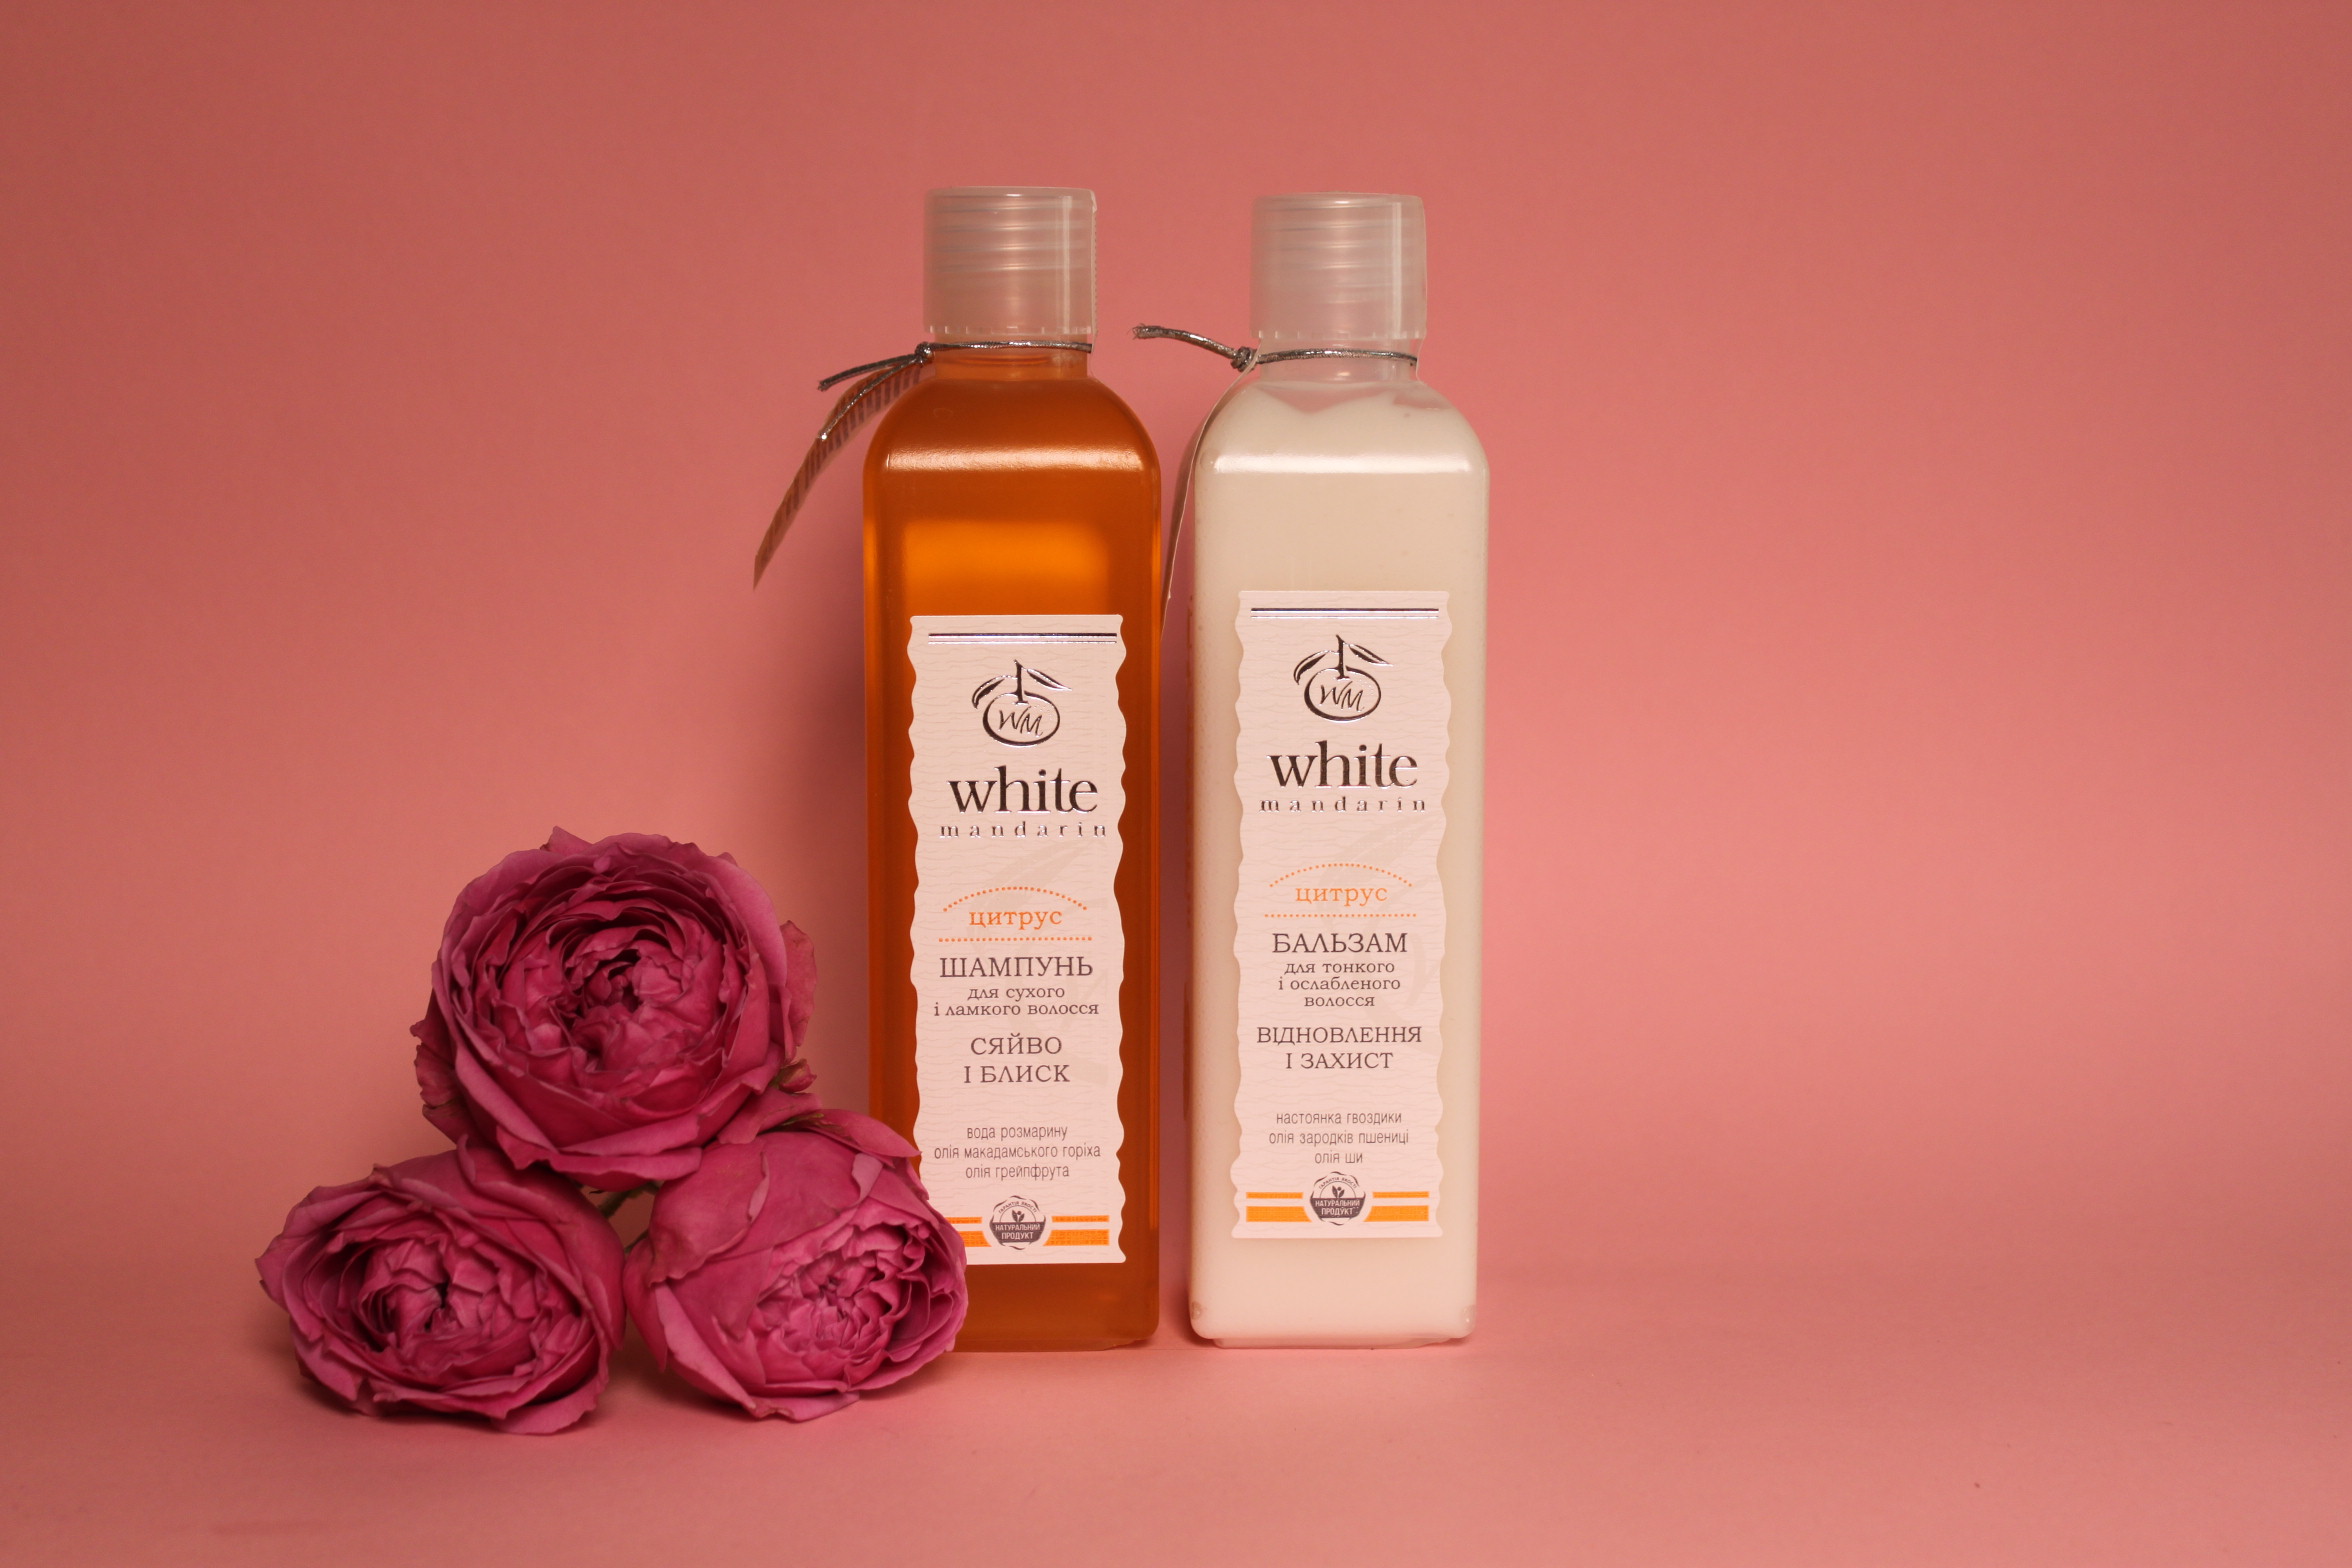 WM
white
mandarin
цитрус
ШАМПУНЬ
для сухого
і ламкого волосся
СЯЙВО
І БЛИСК
вода розмарину
олія макадамського горіха
олія грейпфрута
НАТУРАЛЬНИЙ
ПРОДУКТ
WM
white
mandarin
цитрус
БАЛЬЗАМ
для тонкого
і ослабленого
волосся
ВІДНОВЛЕННЯ
І ЗАХИСТ
настоянка гвоздики
олія зародків пшениці
олія ши
ГАРАНТІЯ ЯКОСТІ
НАТУРАЛЬНИЙ
ПРОДУКТ